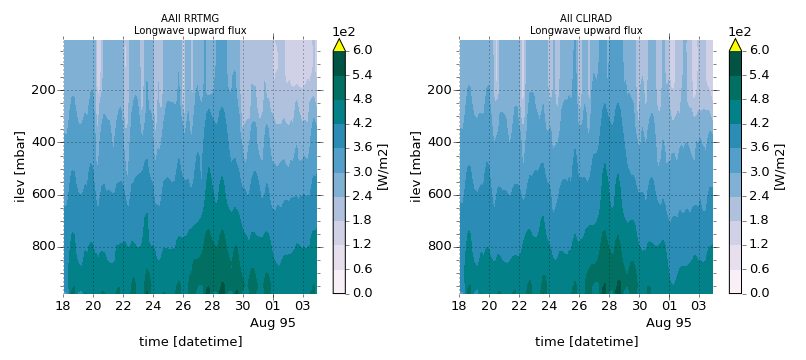 AAll RRTMG
Longwave upward flux
ilev [mbar]
200
400
600
800
18 20 22 24 26 28 30 01 03
Aug 95
time [datetime]
1e2
6.0
5.4
4.8
4.2
3.6
3.0
2.4
1.8
1.2
0.6
0.0
[W/m2]
All CLIRAD
Longwave upward flux
ilev [mbar]
200
400
600
800
18 20 22 24 26 28 30 01 03
Aug 95
time [datetime]
1e2
6.0
5.4
4.8
4.2
3.6
3.0
2.4
1.8
1.2
0.6
0.0
[W/m2]